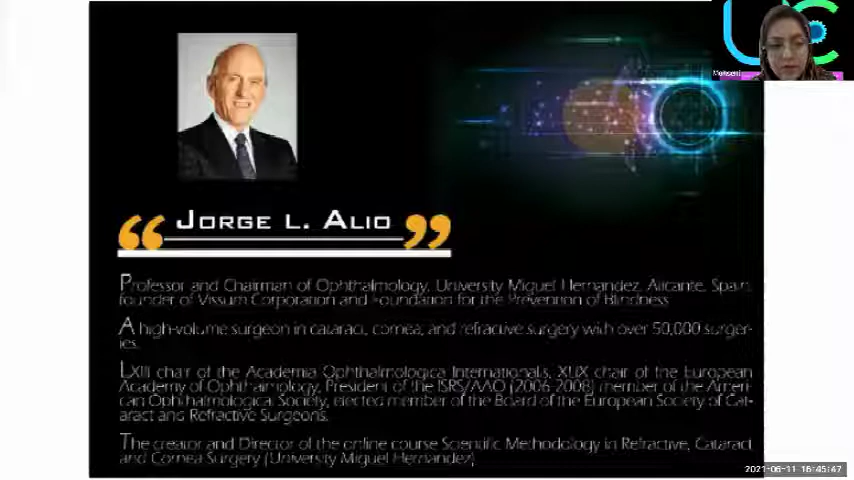 Mohseni
“ JORGE L. ALIO ”
Professor and Chairman of Ophthalmology, University Miguel Hernandez, Alicante, Spain,
founder of Vissum Corporation and Foundation for the Prevention of Blindness
A high-volume surgeon in cataract, cornea, and refractive surgery with over 50,000 surger-
ies.
LXIII chair of the Academia Ophthalmologica Internationalis, XLIX chair of the European
Academy of Ophthalmology, President of the ISRS/AAO (2006-2008) member of the Ameri-
can Ophthalmological Society, elected member of the Board of the European Society of Cat-
aract and Refractive Surgeons.
The creator and Director of the online course Scientific Methodology in Refractive, Cataract
and Cornea Surgery (University Miguel Hernandez)
2021-06-11 16:45:47